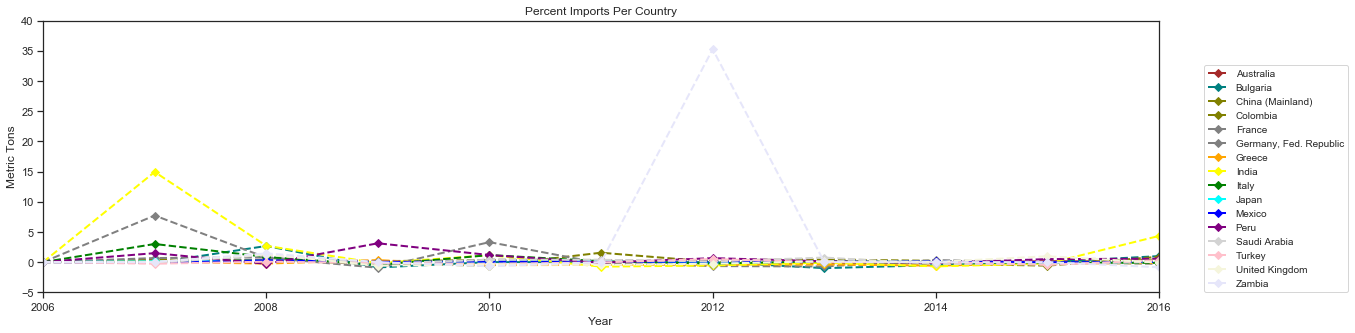 Percent Imports Per Country
40
35
30
25
20
15
10
5
0
−5
Metric Tons
2006
2008
2010
2012
2014
2016
Year
Australia
Bulgaria
China (Mainland)
Colombia
France
Germany, Fed. Republic
Greece
India
Italy
Japan
Mexico
Peru
Saudi Arabia
Turkey
United Kingdom
Zambia